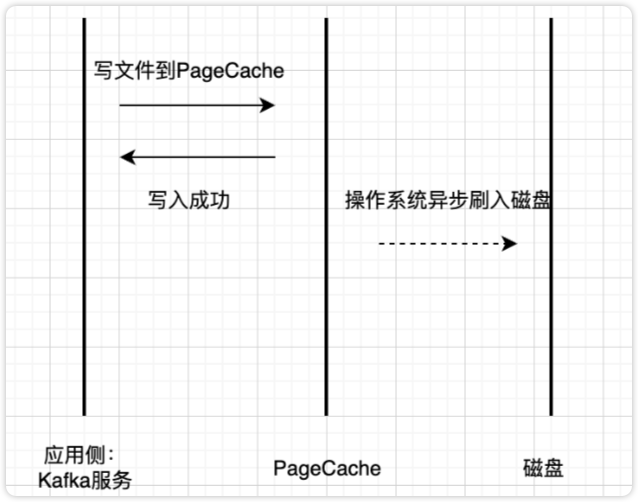 写文件到PageCache
写入成功
操作系统异步刷入磁盘
应用侧：
Kafka服务
PageCache
磁盘